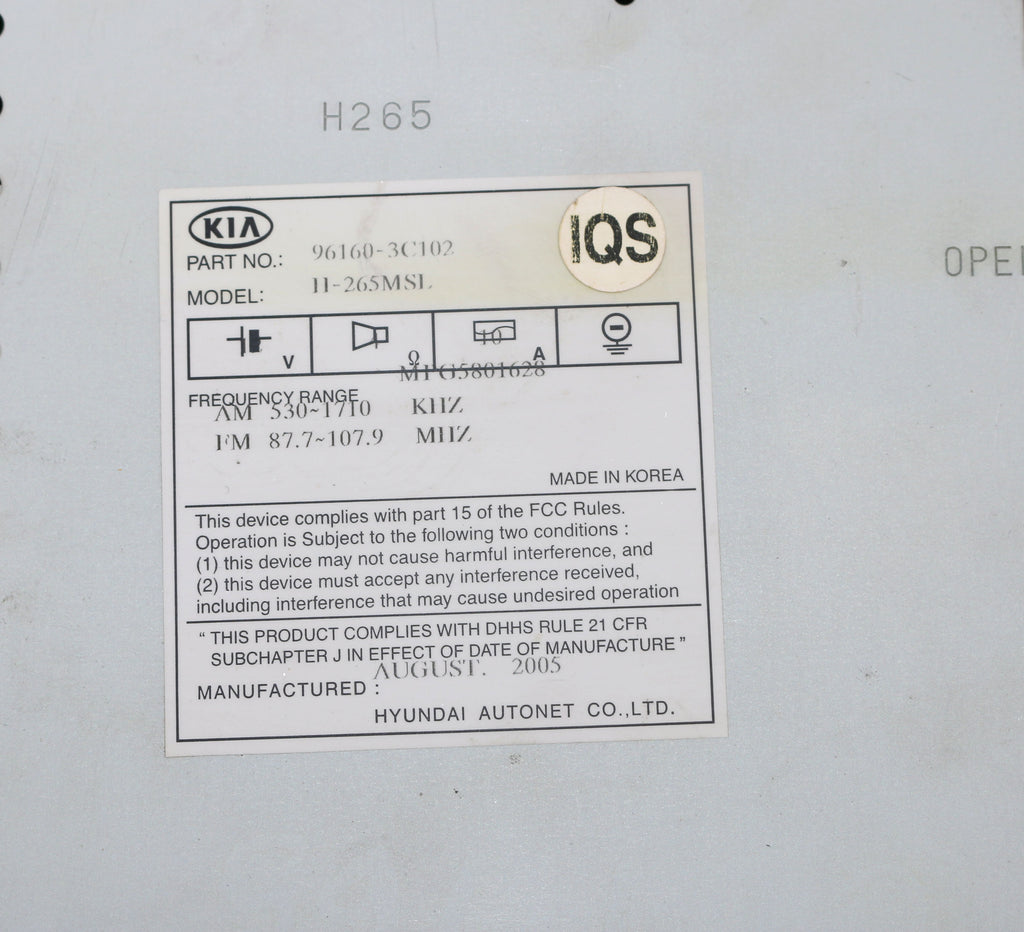 H265
KIA
IQS
PART NO.: 96160-3C102
OPE
MODEL: H-265MSL
V Ω 10 A
MFG5801628
FREQUENCY RANGE
AM 530~1710 KHZ
FM 87.7~107.9 MHZ
MADE IN KOREA
This device complies with part 15 of the FCC Rules.
Operation is Subject to the following two conditions :
(1) this device may not cause harmful interference, and
(2) this device must accept any interference received,
including interference that may cause undesired operation
“ THIS PRODUCT COMPLIES WITH DHHS RULE 21 CFR
SUBCHAPTER J IN EFFECT OF DATE OF MANUFACTURE ”
AUGUST. 2005
MANUFACTURED :
HYUNDAI AUTONET CO.,LTD.